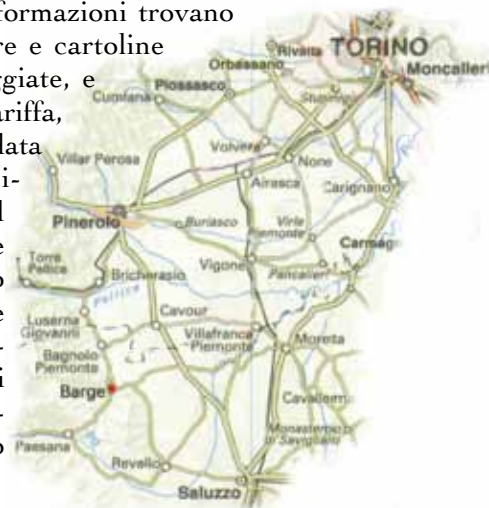 formazioni trovano
re e cartoline
ggiate, e
ariffa,
lata
i-
l
e
o
e
-
i
-
o
TORINO
Rivalta
Orbassano
Moncalieri
Piossasco
Stupinigi
Cumiana
Volvera
None
Villar Perosa
Airasca
Carignano
Pinerolo
Buriasco
Virle
Piemonte
Carmag
Torre
Pellice
Vigone
Pancalieri
Bricherasio
Pellice
Luserna
Giovanni
Cavour
Villafranca
Piemonte
Moretta
Bagnolo
Piemonte
Barge
Cavallerm
Monasterolo
di Savigliano
Paesana
Revello
Saluzzo